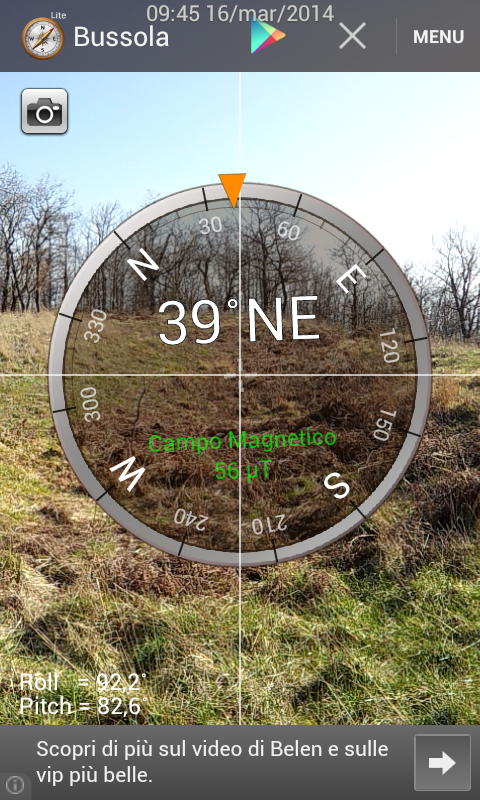 09:45 16/mar/2014
Lite
Bussola
MENU
30
60
N
E
330
39°NE
120
300
Campo Magnetico
150
56 µT
W
S
240
210
Roll = 92,2°
Pitch = 82,6°
Scopri di più sul video di Belen e sulle
vip più belle.